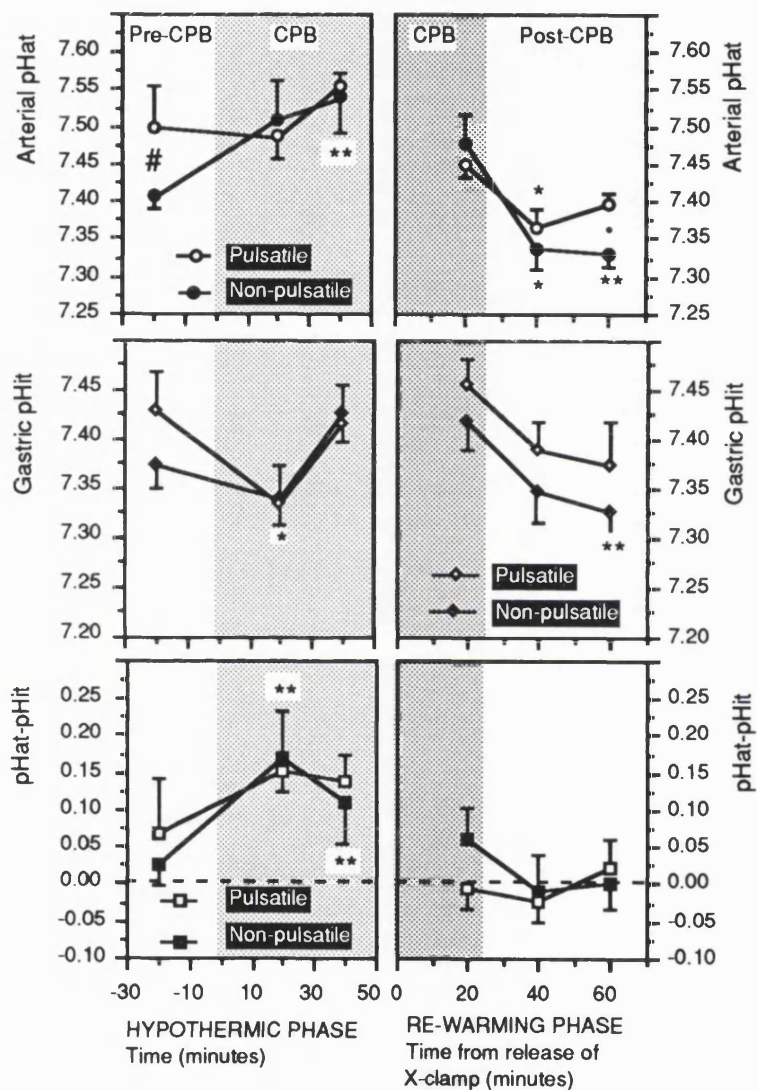 Pre-CPB CPB
Arterial pHat
7.60
7.55
7.50
7.45
7.40
7.35
7.30
7.25
#
**
Pulsatile
Non-pulsatile
CPB Post-CPB
7.60
7.55
7.50
7.45
7.40
7.35
7.30
7.25
Arterial pHat
*
*
**
Gastric pHit
7.45
7.40
7.35
7.30
7.25
7.20
*
7.45
7.40
7.35
7.30
7.25
7.20
Gastric pHit
**
Pulsatile
Non-pulsatile
pHat-pHit
0.25
0.20
0.15
0.10
0.05
0.00
-0.05
-0.10
**
**
Pulsatile
Non-pulsatile
-30 -10 10 30 50
HYPOTHERMIC PHASE
Time (minutes)
0.25
0.20
0.15
0.10
0.05
0.00
-0.05
-0.10
pHat-pHit
0 20 40 60
RE-WARMING PHASE
Time from release of
X-clamp (minutes)